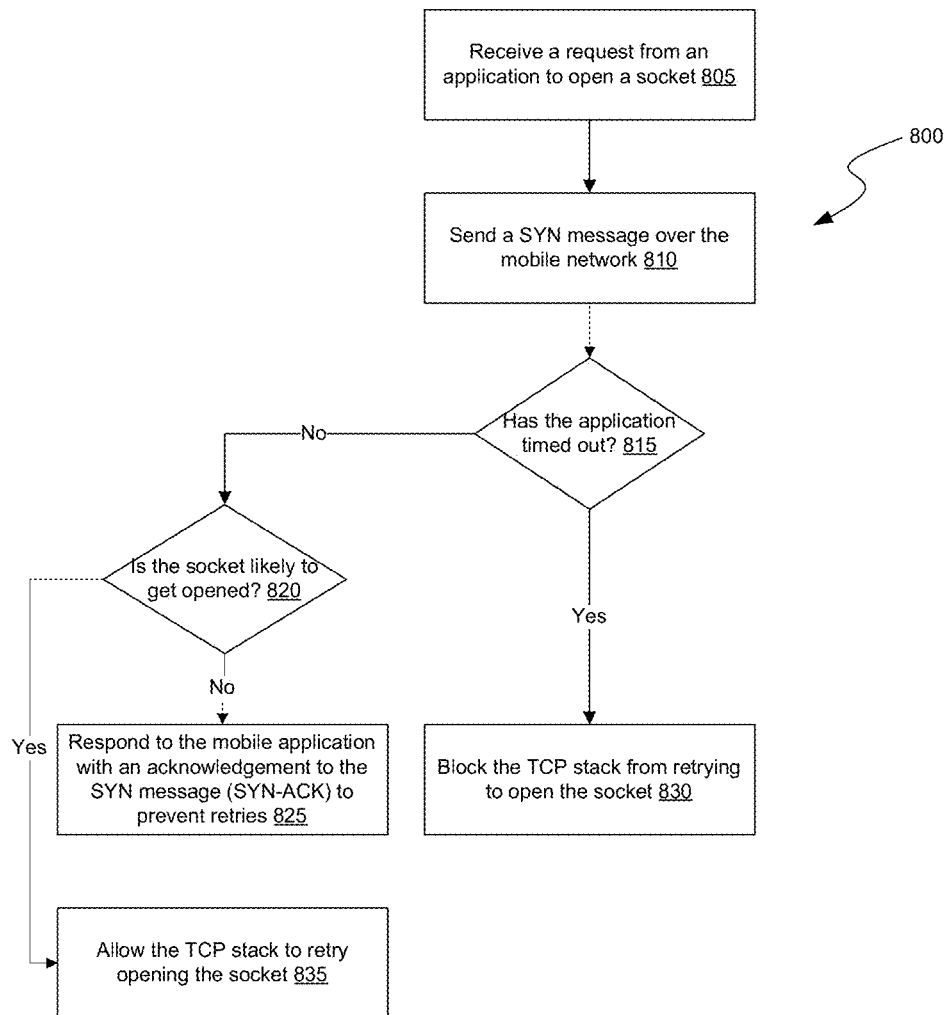 Receive a request from an
application to open a socket 805
800
Send a SYN message over the
mobile network 810
Has the application
timed out? 815
No
Is the socket likely to
get opened? 820
Yes
No
Yes
Respond to the mobile application
with an acknowledgement to the
SYN message (SYN-ACK) to
prevent retries 825
Block the TCP stack from retrying
to open the socket 830
Allow the TCP stack to retry
opening the socket 835